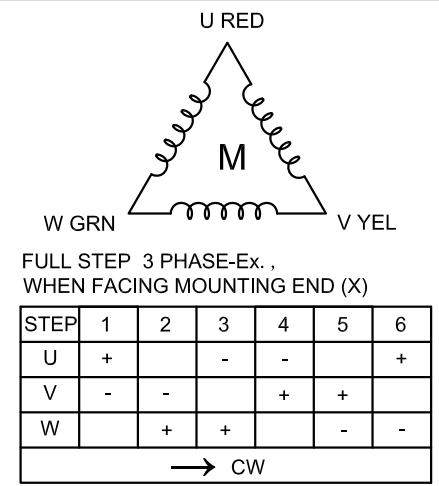 U RED
M
W GRN
V YEL
FULL STEP 3 PHASE-Ex. ,
WHEN FACING MOUNTING END (X)
STEP 1 2 3 4 5 6
U + - - +
V - - + +
W + + - -
→ CW